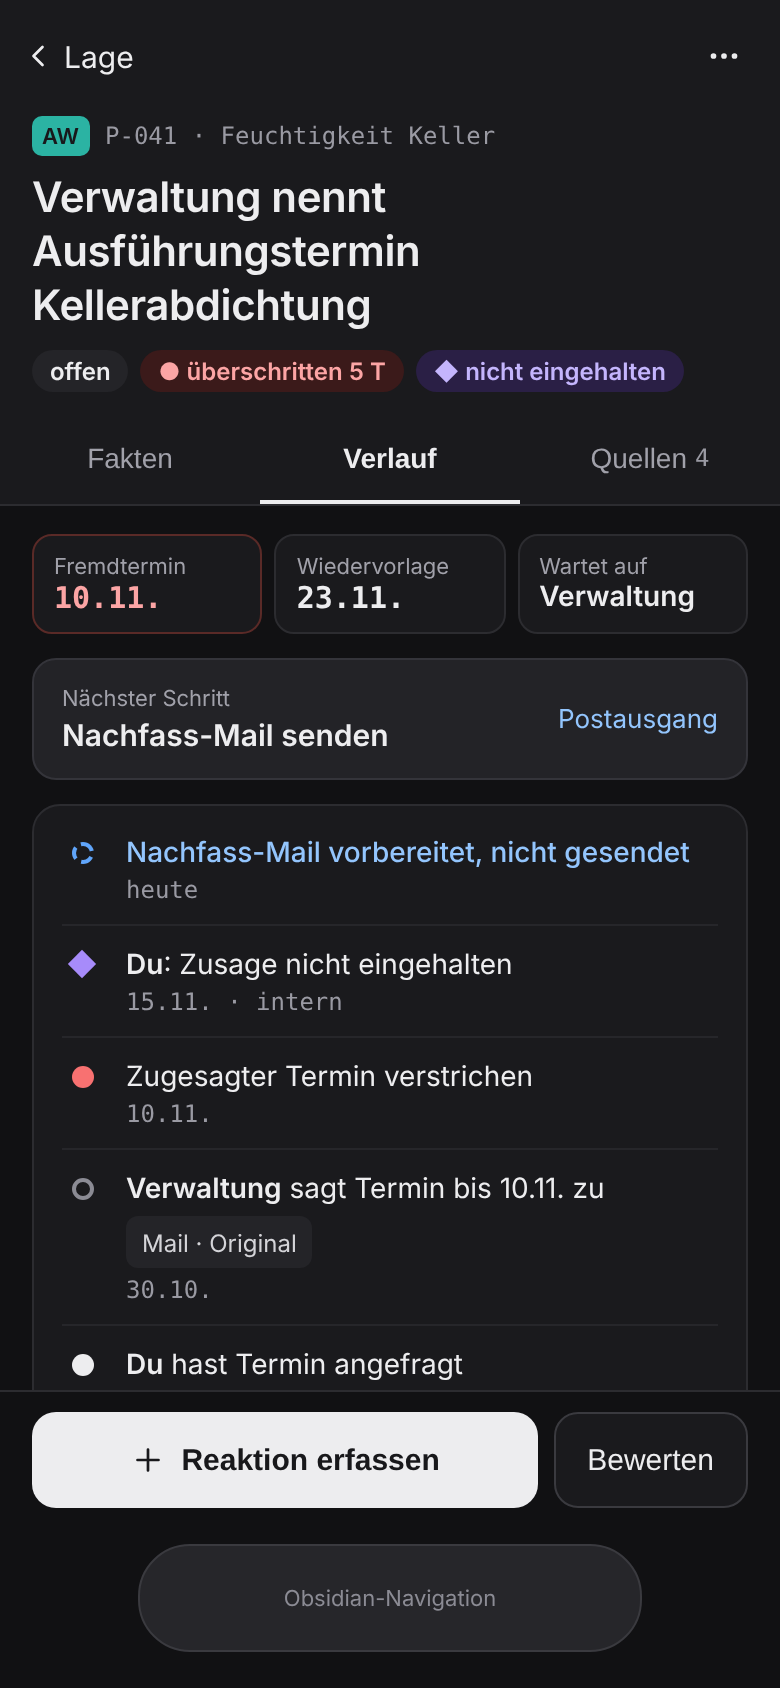 Lage
AW P-041 · Feuchtigkeit Keller
Verwaltung nennt
Ausführungstermin
Kellerabdichtung
offen überschritten 5 T nicht eingehalten
Fakten Verlauf Quellen 4
Fremdtermin Wiedervorlage Wartet auf
10.11. 23.11. Verwaltung
Nächster Schritt
Nachfass-Mail senden Postausgang
Nachfass-Mail vorbereitet, nicht gesendet
heute
Du: Zusage nicht eingehalten
15.11. · intern
Zugesagter Termin verstrichen
10.11.
Verwaltung sagt Termin bis 10.11. zu
Mail · Original
30.10.
Du hast Termin angefragt
+ Reaktion erfassen Bewerten
Obsidian-Navigation